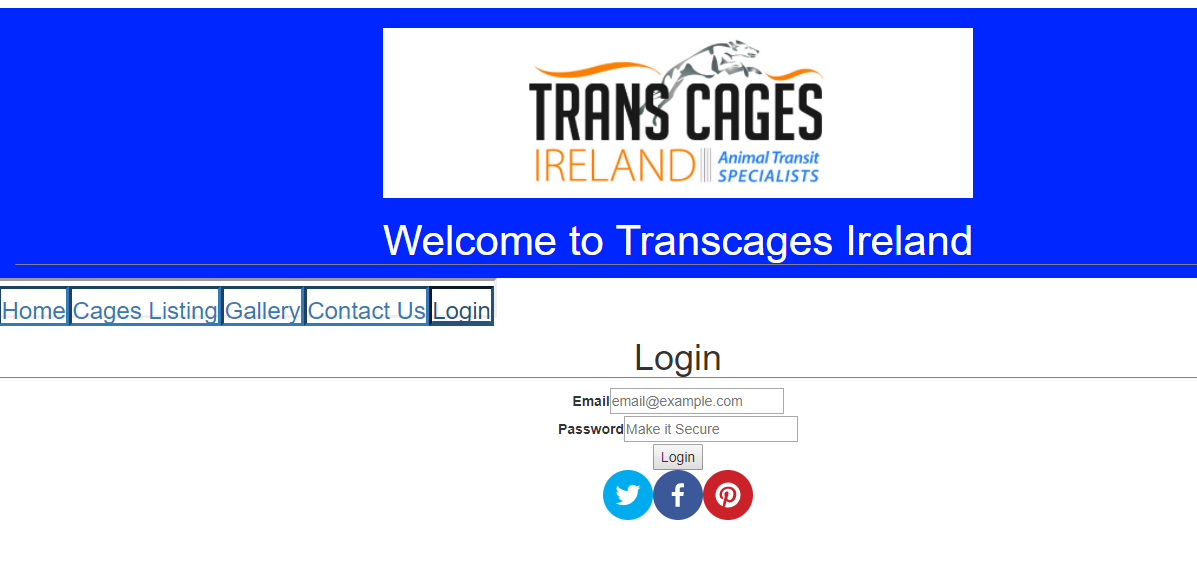 TRANS CAGES
IRELAND Animal Transit
SPECIALISTS
Welcome to Transcages Ireland
Home Cages Listing Gallery Contact Us Login
Login
Email email@example.com
Password Make it Secure
Login